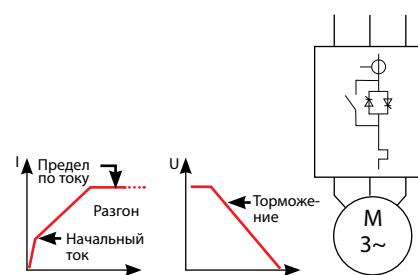 I
Предел
по току
Разгон
Начальный
ток
U
Торможе-
ние
M
3~